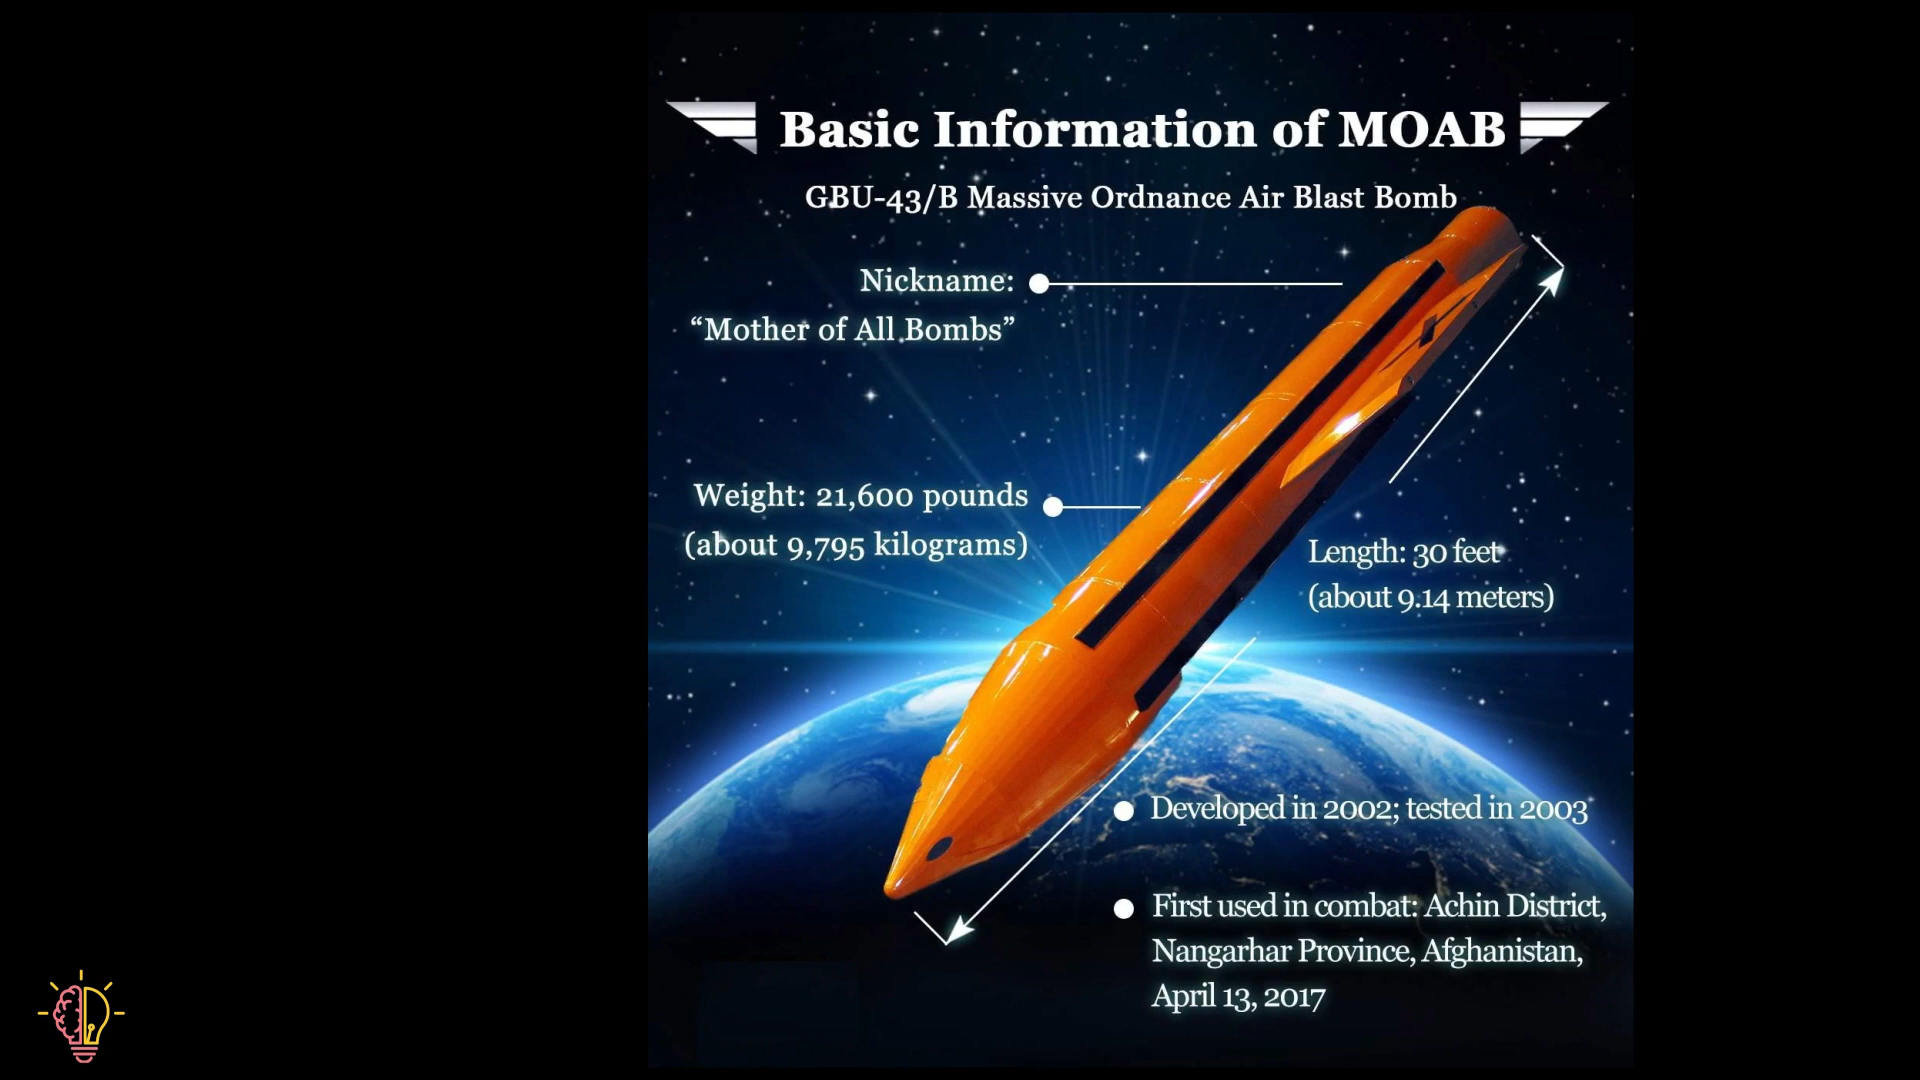 Basic Information of MOAB
GBU-43/B Massive Ordnance Air Blast Bomb
Nickname:
“Mother of All Bombs”
Weight: 21,600 pounds
(about 9,795 kilograms)
Length: 30 feet
(about 9.14 meters)
Developed in 2002; tested in 2003
First used in combat: Achin District,
Nangarhar Province, Afghanistan,
April 13, 2017